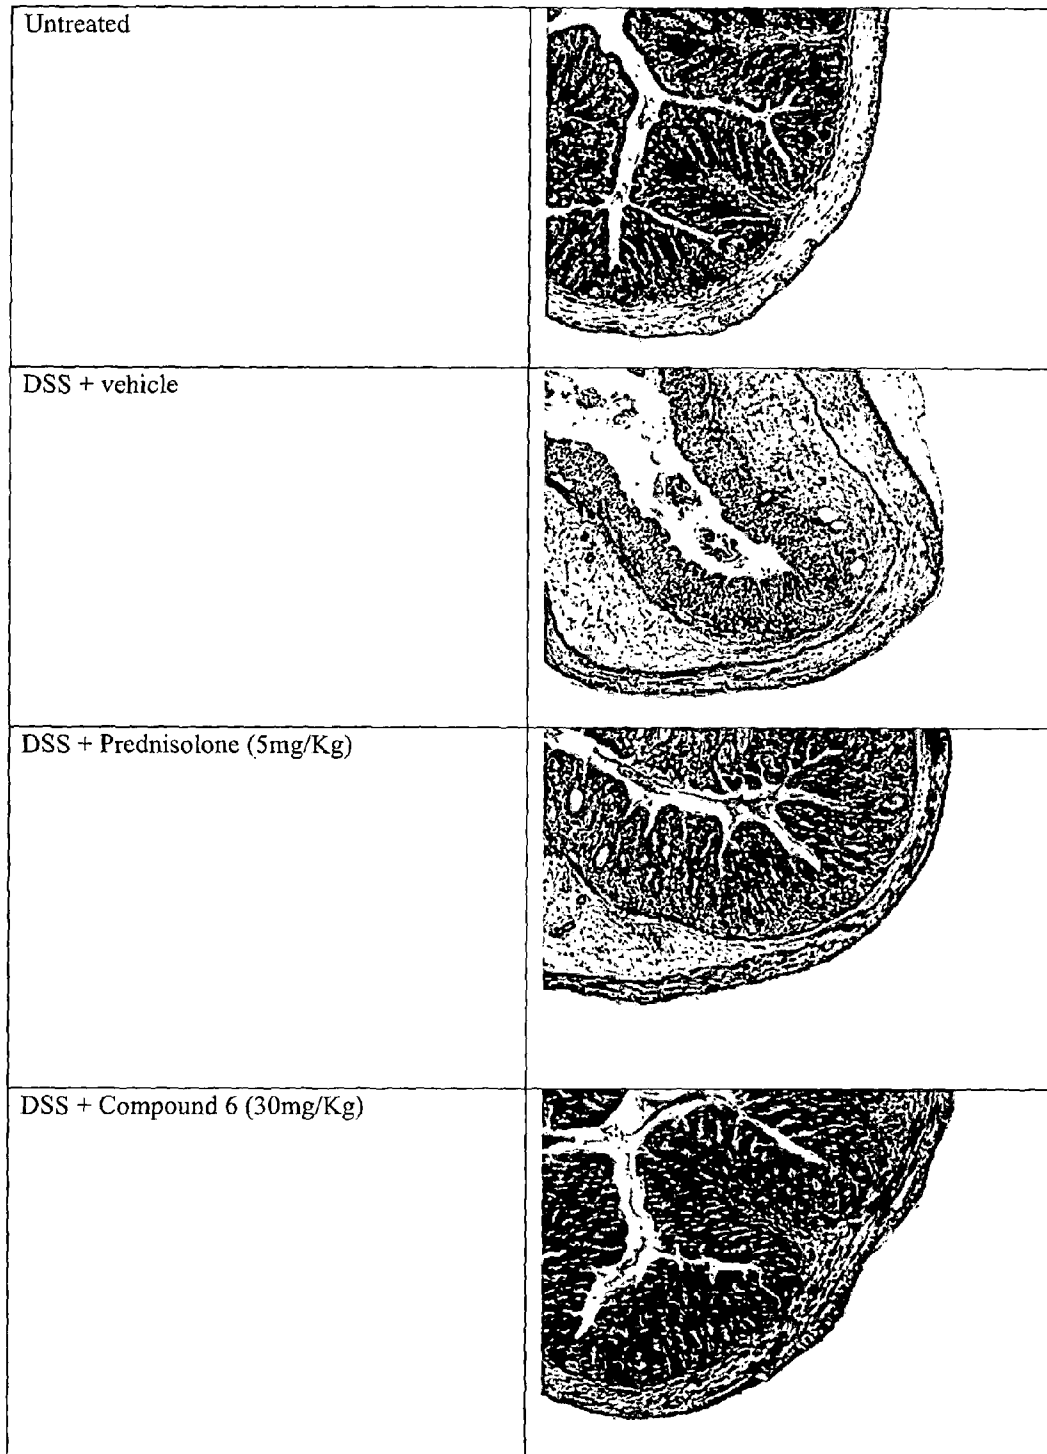 Untreated
DSS + vehicle
DSS + Prednisolone (5mg/Kg)
DSS + Compound 6 (30mg/Kg)